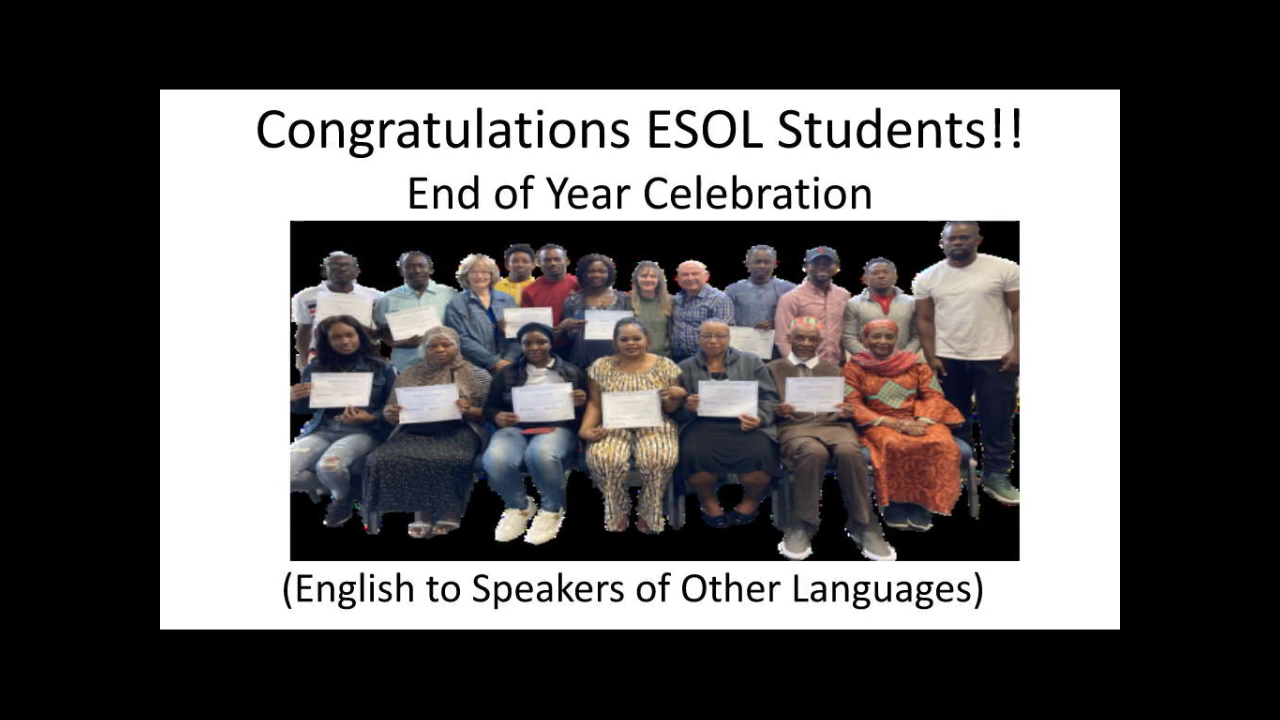 Congratulations ESOL Students!!
End of Year Celebration
(English to Speakers of Other Languages)